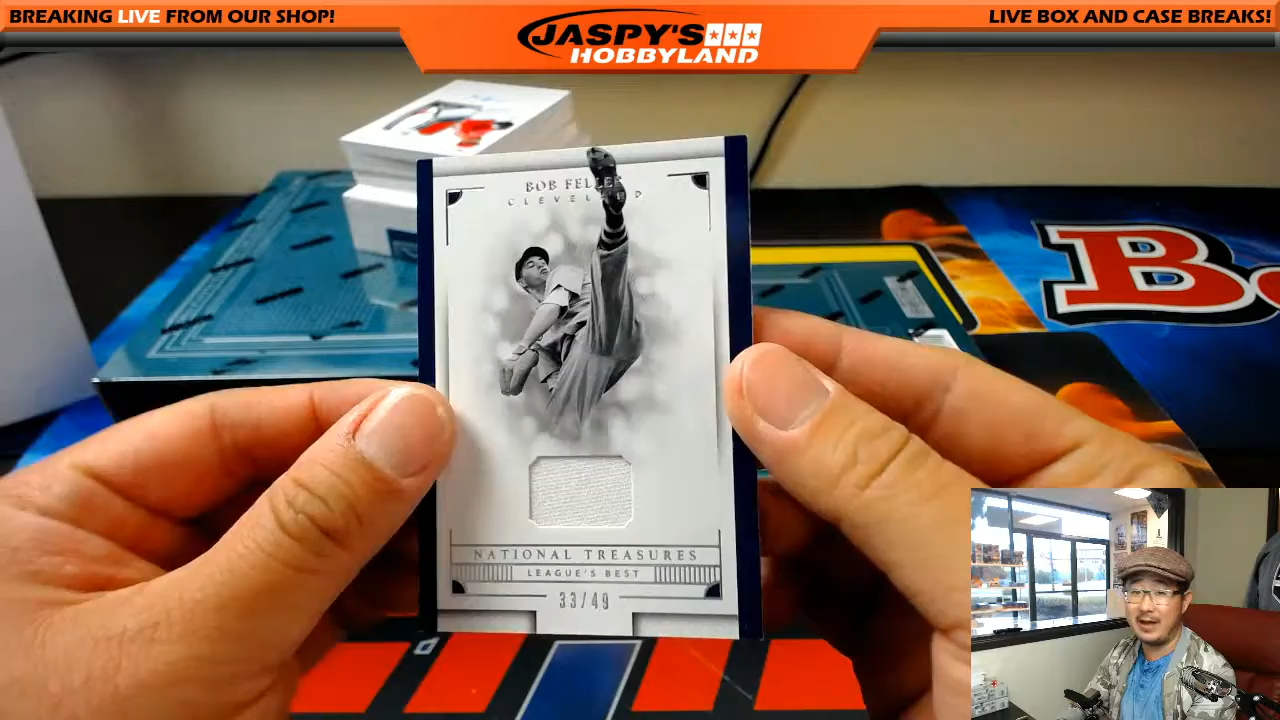 BREAKING LIVE FROM OUR SHOP!
JASPY'S
HOBBYLAND
LIVE BOX AND CASE BREAKS!
BOB FELLER
CLEVELAND
NATIONAL TREASURES
LEAGUE'S BEST
33/49
B